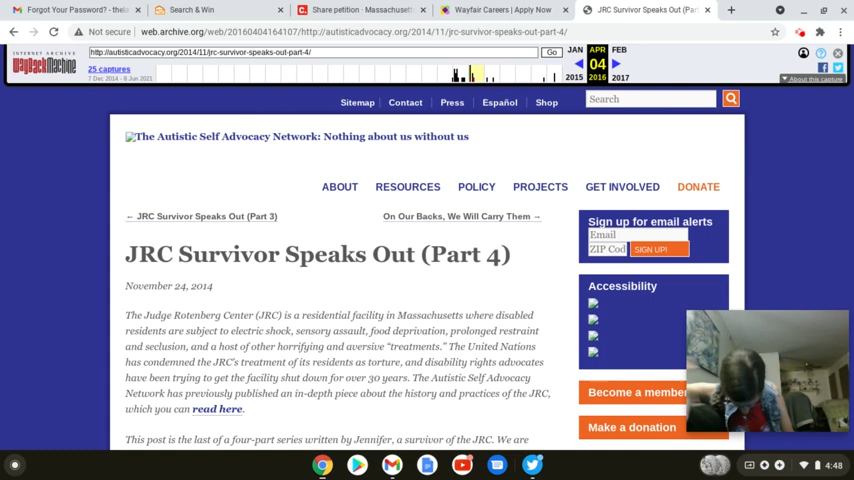 Forgot Your Password? - thela
Search & Win
Share petition · Massachusett
Wayfair Careers | Apply Now
JRC Survivor Speaks Out (Part
web.archive.org/web/20160404164107/http://autisticadvocacy.org/2014/11/jrc-survivor-speaks-out-part-4/
INTERNET ARCHIVE
WayBackMachine
http://autisticadvocacy.org/2014/11/jrc-survivor-speaks-out-part-4/
Go
JAN APR FEB
25 captures
04
7 Dec 2014 - 8 Jun 2021
2015 2016 2017
About this capture
Sitemap Contact Press Español Shop
Search
The Autistic Self Advocacy Network: Nothing about us without us
ABOUT RESOURCES POLICY PROJECTS GET INVOLVED DONATE
← JRC Survivor Speaks Out (Part 3)
On Our Backs, We Will Carry Them →
Sign up for email alerts
Email
ZIP Cod
SIGN UP!
JRC Survivor Speaks Out (Part 4)
November 24, 2014
Accessibility
The Judge Rotenberg Center (JRC) is a residential facility in Massachusetts where disabled
residents are subject to electric shock, sensory assault, food deprivation, prolonged restraint
and seclusion, and a host of other horrifying and aversive “treatments.” The United Nations
has condemned the JRC’s treatment of its residents as torture, and disability rights advocates
have been trying to get the facility shut down for over 30 years. The Autistic Self Advocacy
Network has previously published an in-depth piece about the history and practices of the JRC,
which you can read here.
This post is the last of a four-part series written by Jennifer, a survivor of the JRC. We are
Become a member
Make a donation
4:48